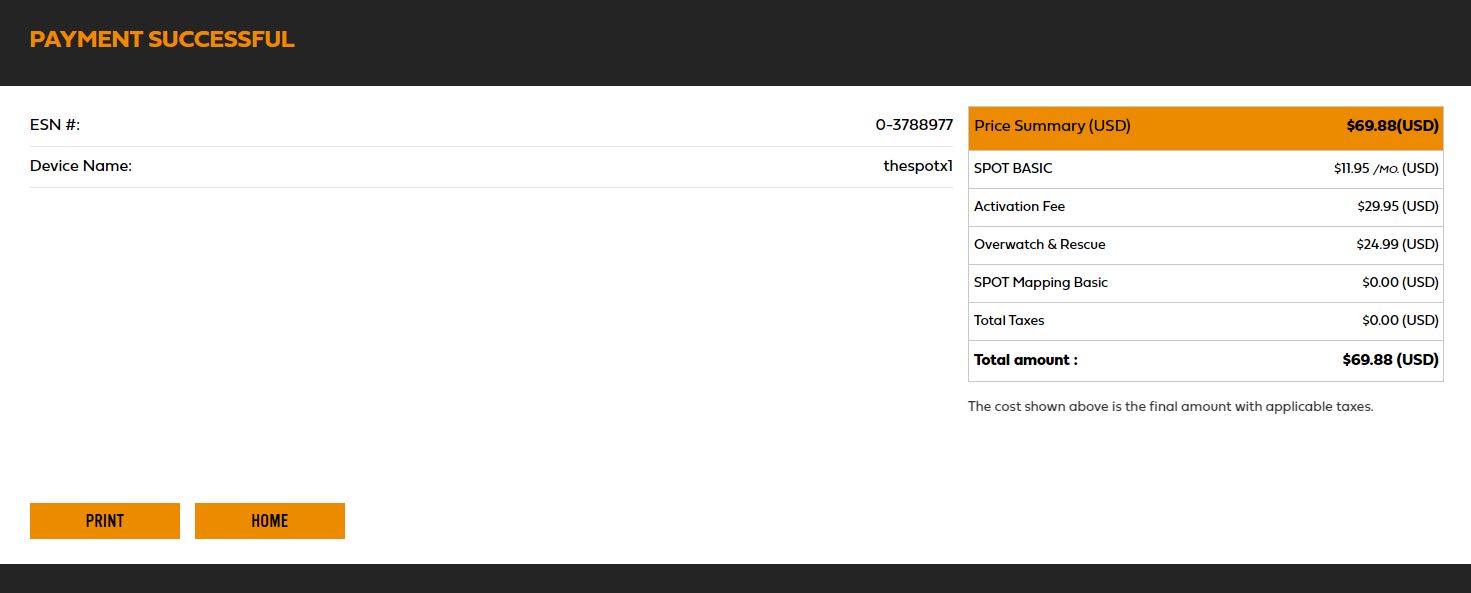 PAYMENT SUCCESSFUL
ESN #: 0-3788977
Device Name: thespotx1
Price Summary (USD) $69.88(USD)
SPOT BASIC $11.95 /MO. (USD)
Activation Fee $29.95 (USD)
Overwatch & Rescue $24.99 (USD)
SPOT Mapping Basic $0.00 (USD)
Total Taxes $0.00 (USD)
Total amount : $69.88 (USD)
The cost shown above is the final amount with applicable taxes.
PRINT HOME